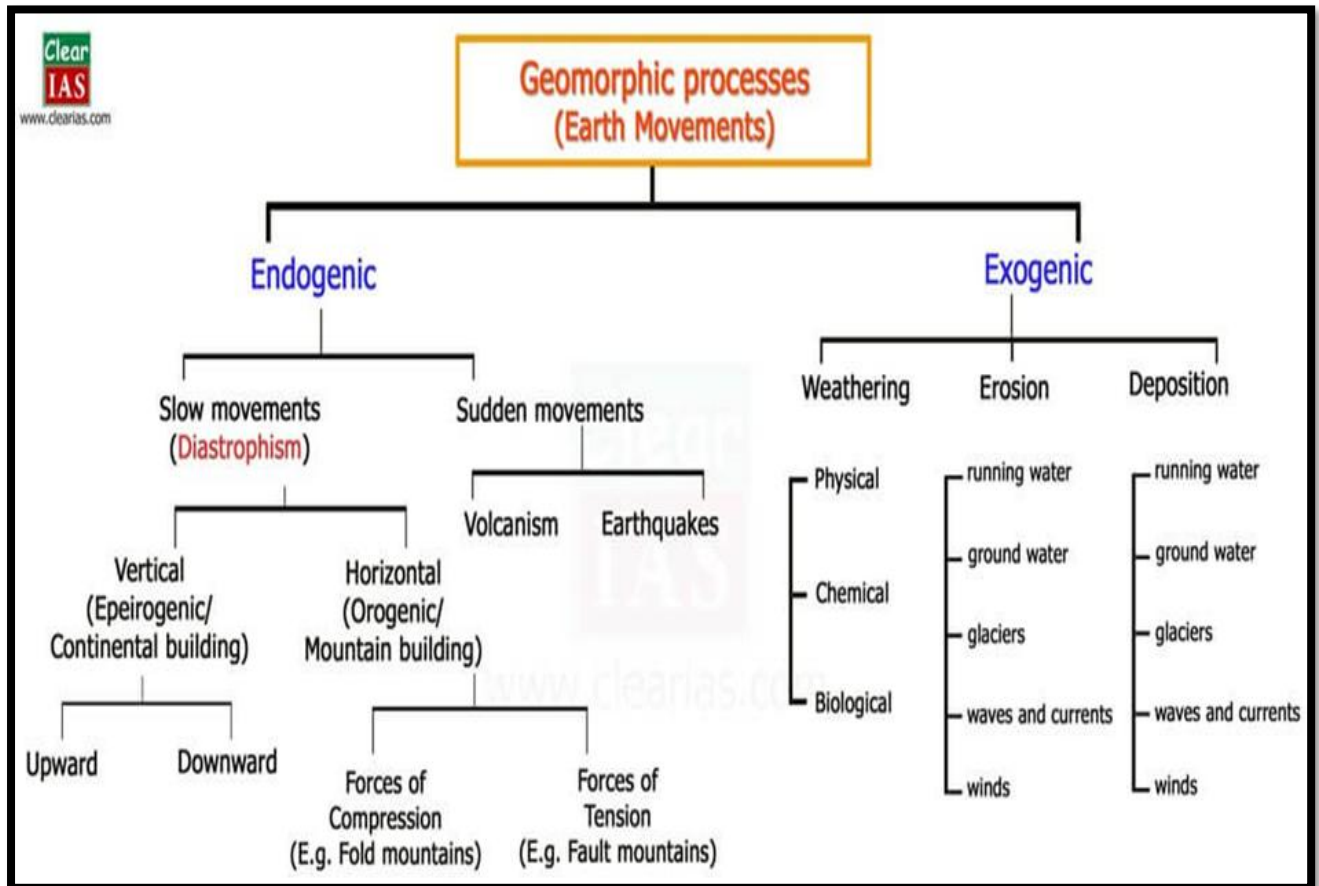 Clear
IAS
www.clearias.com
Geomorphic processes
(Earth Movements)
Endogenic
Exogenic
Slow movements
(Diastrophism)
Sudden movements
Weathering
Erosion
Deposition
Volcanism
Earthquakes
Vertical
(Epeirogenic/
Continental building)
Horizontal
(Orogenic/
Mountain building)
Upward
Downward
Forces of
Compression
(E.g. Fold mountains)
Forces of
Tension
(E.g. Fault mountains)
Physical
Chemical
Biological
running water
ground water
glaciers
waves and currents
winds
running water
ground water
glaciers
waves and currents
winds
clear
IAS
www.clearias.com